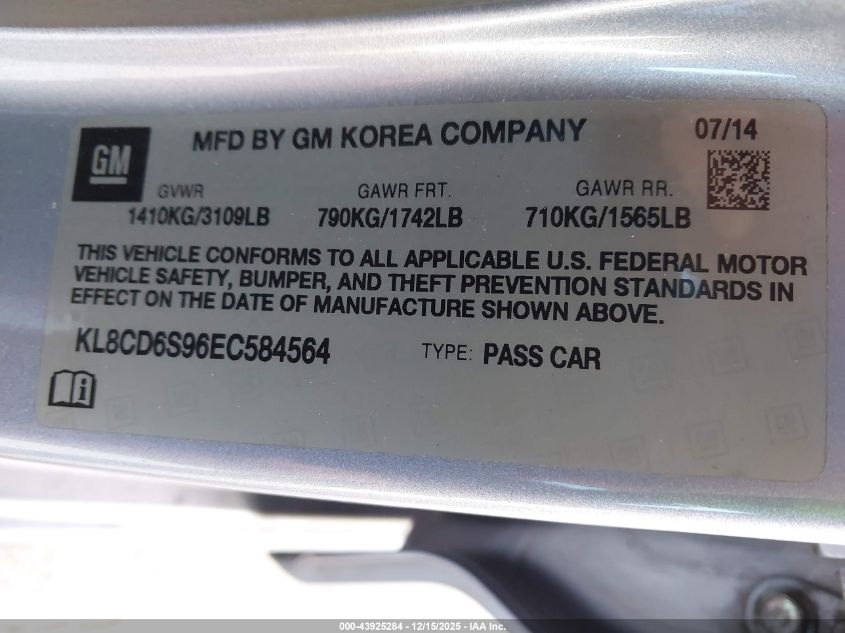 GM
MFD BY GM KOREA COMPANY
07/14
GVWR
GAWR FRT.
GAWR RR.
1410KG/3109LB
790KG/1742LB
710KG/1565LB
THIS VEHICLE CONFORMS TO ALL APPLICABLE U.S. FEDERAL MOTOR
VEHICLE SAFETY, BUMPER, AND THEFT PREVENTION STANDARDS IN
EFFECT ON THE DATE OF MANUFACTURE SHOWN ABOVE.
KL8CD6S96EC584564
TYPE: PASS CAR
000-43925284 - 12/15/2025 - IAA Inc.